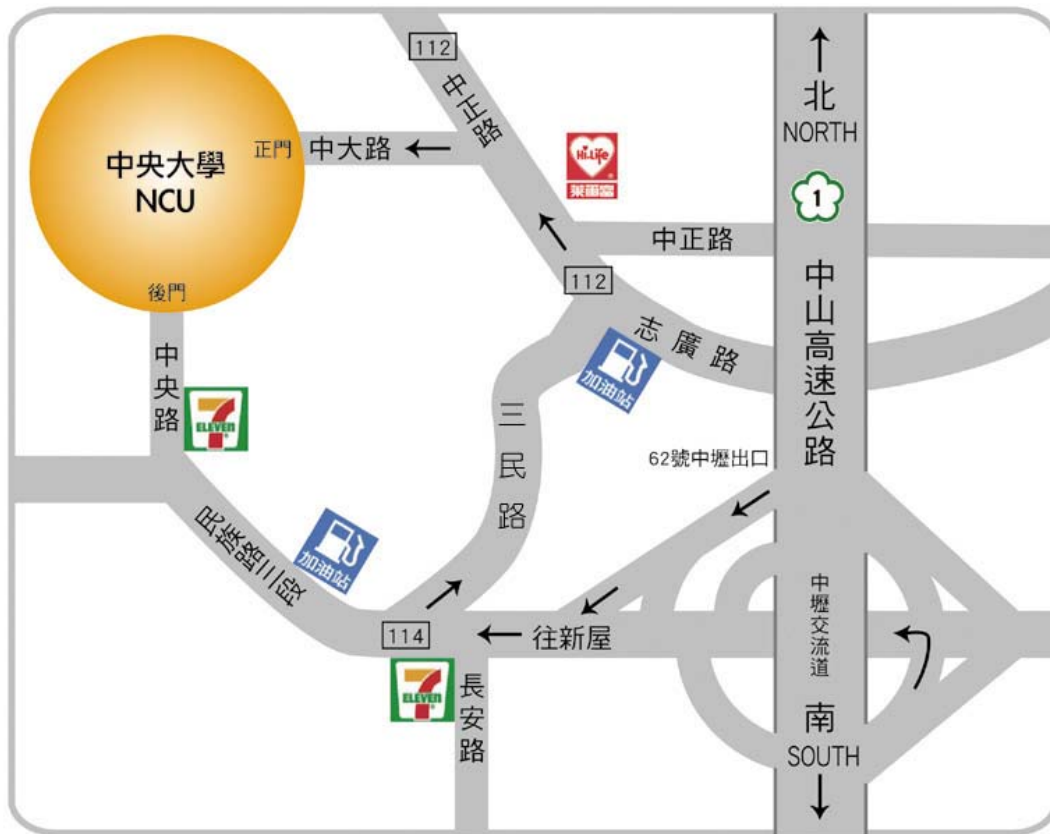 112
中正路
北
NORTH
正門
中大路
中央大學
NCU
Hi-Life
萊爾富
1
中正路
112
後門
志廣路
中山高速公路
加油站
中央路
7
ELEVEN
三民路
62號中壢出口
民族路三段
加油站
中壢交流道
114
往新屋
7
ELEVEN
長安路
南
SOUTH